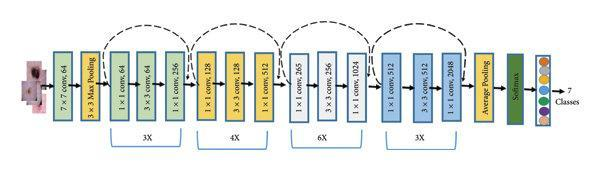 7 × 7 conv, 64
3 × 3 Max Pooling
1 × 1 conv, 64
3 × 3 conv, 64
1 × 1 conv, 256
1 × 1 conv, 128
3 × 3 conv, 128
1 × 1 conv, 512
1 × 1 conv, 265
3 × 3 conv, 256
1 × 1 conv, 1024
1 × 1 conv, 512
3 × 3 conv, 512
1 × 1 conv, 2048
Average Pooling
Softmax
7
Classes
3X
4X
6X
3X